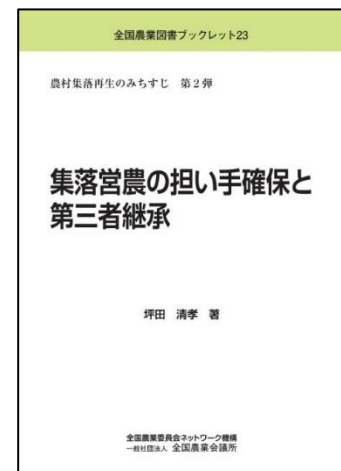 全国農業図書ブックレット23
農村集落再生のみちすじ 第2弾
集落営農の担い手確保と
第三者継承
坪田 清孝 著
全国農業委員会ネットワーク機構
一般社団法人 全国農業会議所